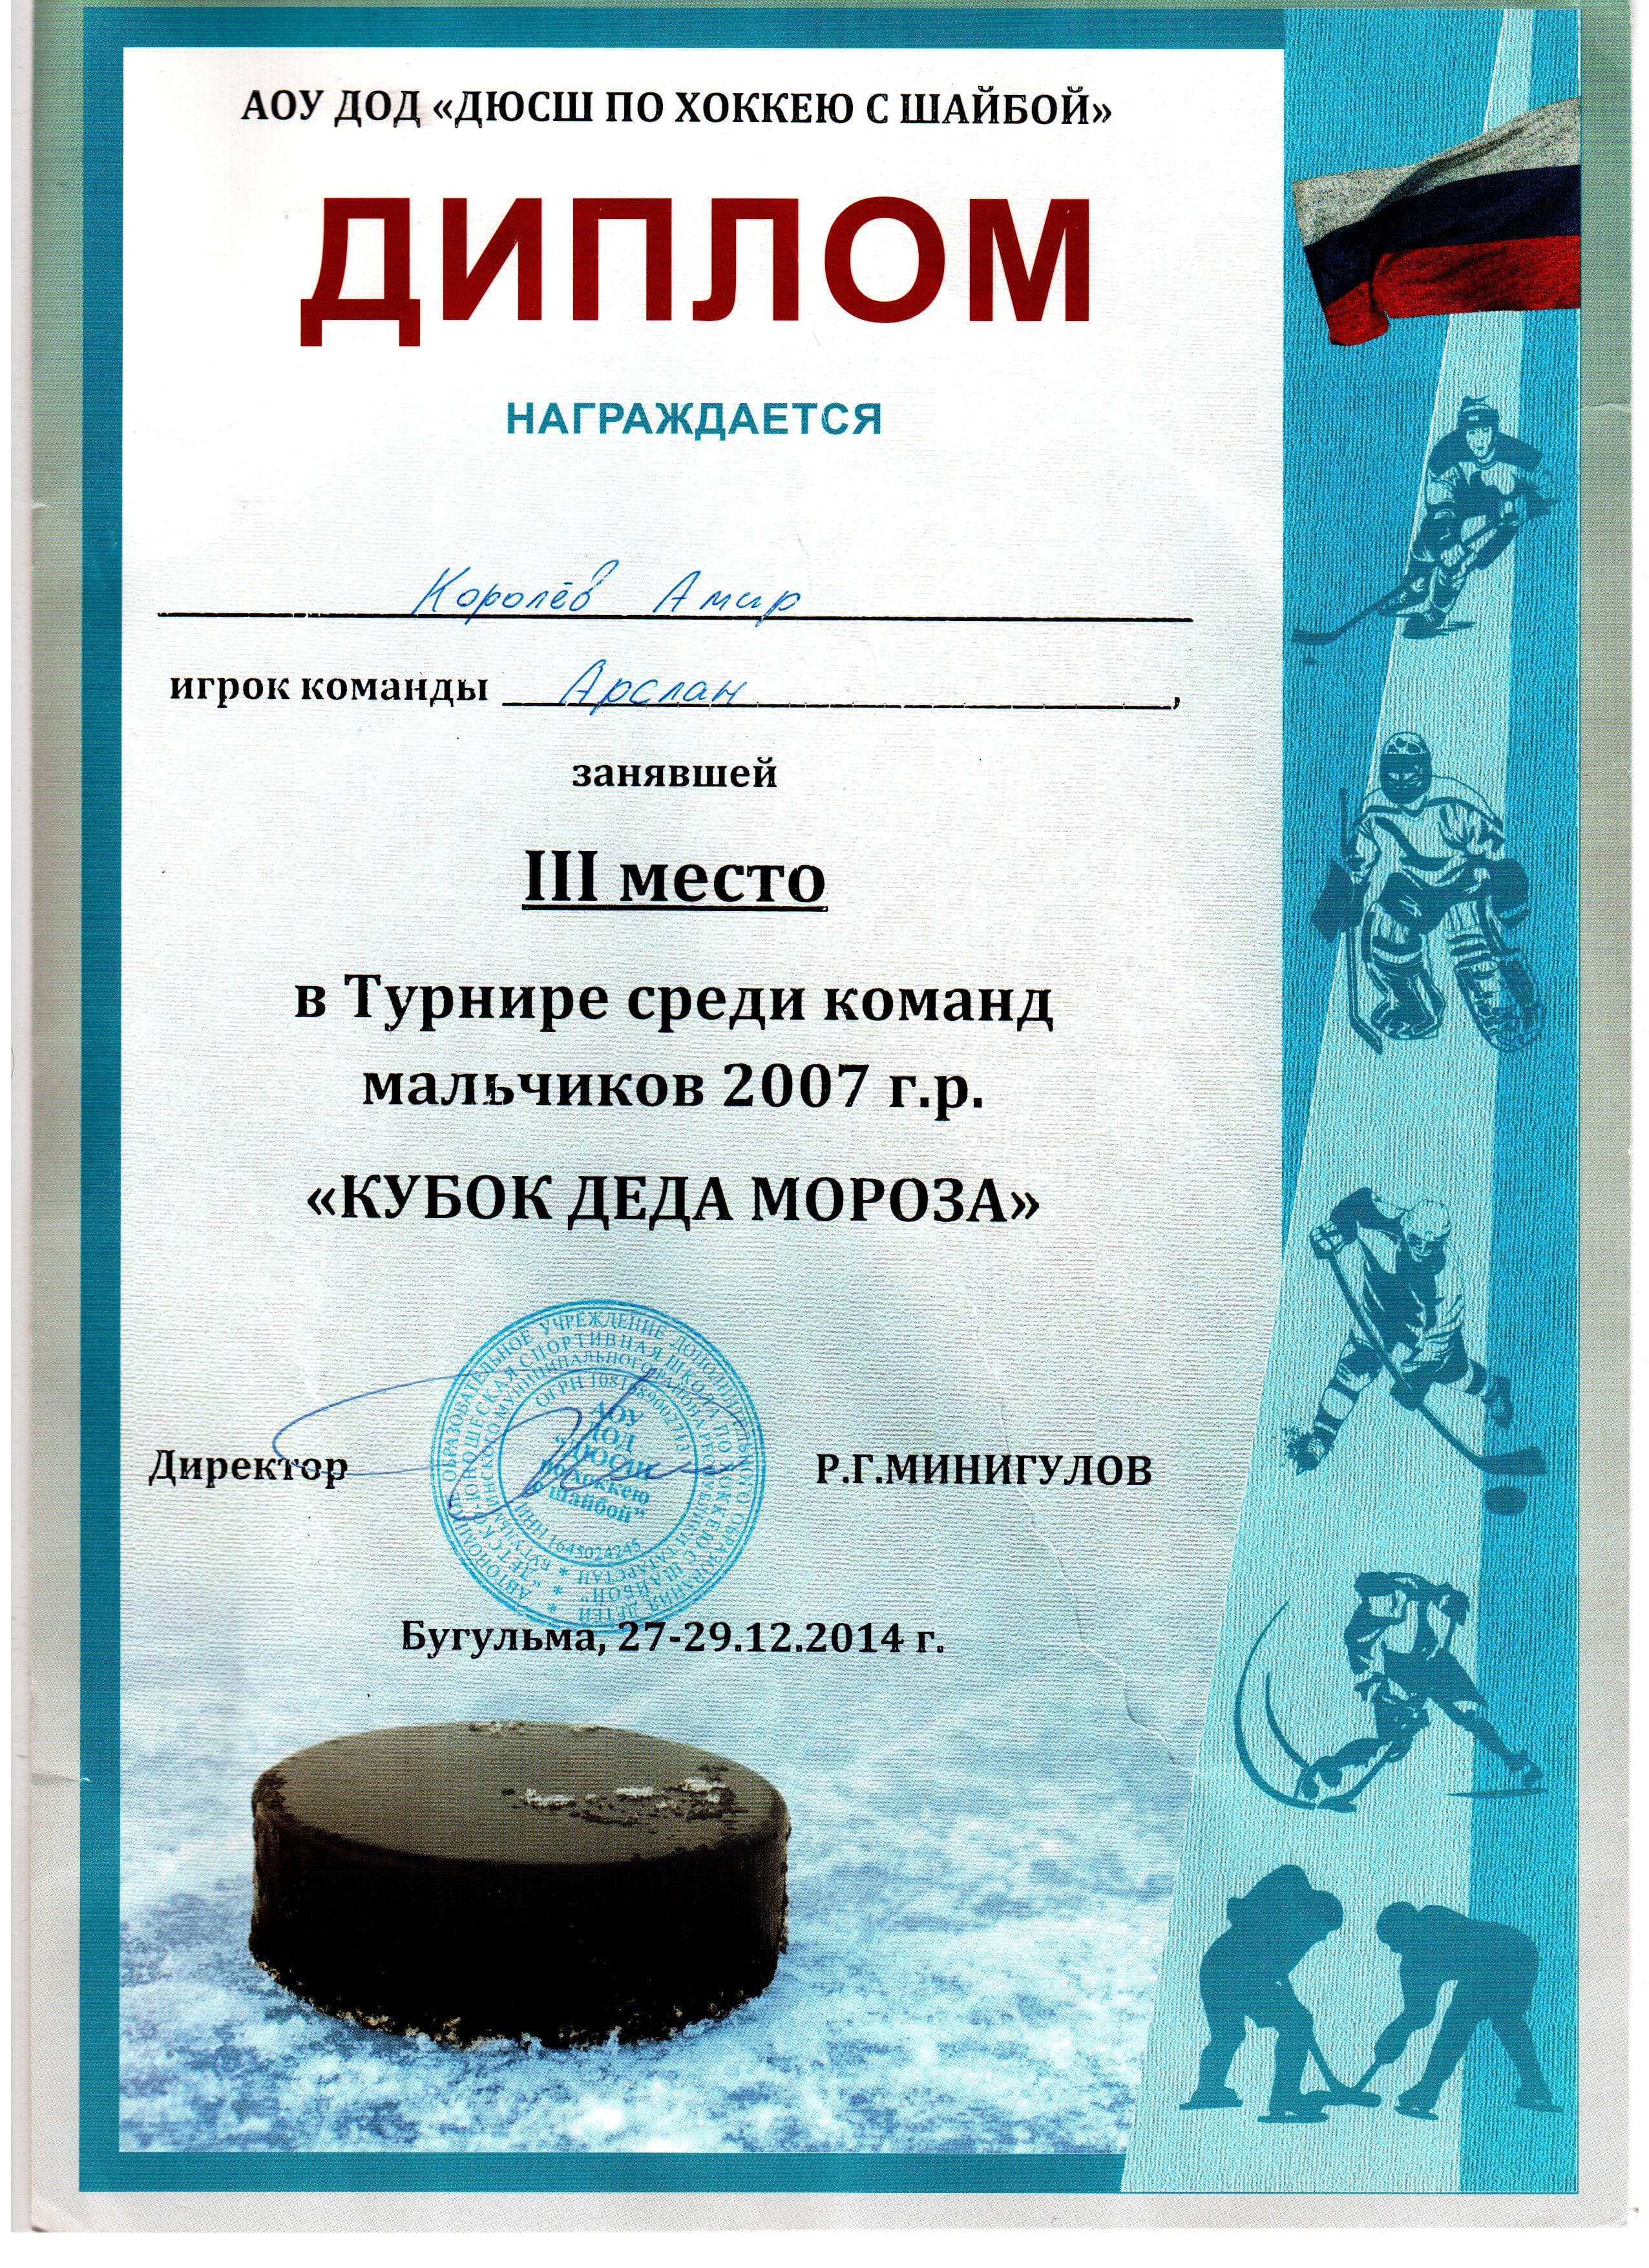 АОУ ДОД «ДЮСШ ПО ХОККЕЮ С ШАЙБОЙ»
ДИПЛОМ
НАГРАЖДАЕТСЯ
Королёв Амир
игрок команды Арслан,
занявшей
III место
в Турнире среди команд
мальчиков 2007 г.р.
«КУБОК ДЕДА МОРОЗА»
Директор
АВТОНОМНОЕ ОБРАЗОВАТЕЛЬНОЕ УЧРЕЖДЕНИЕ ДОПОЛНИТЕЛЬНОГО ОБРАЗОВАНИЯ ДЕТЕЙ *
"ДЕТСКО-ЮНОШЕСКАЯ СПОРТИВНАЯ ШКОЛА ПО ХОККЕЮ С ШАЙБОЙ" *
БУГУЛЬМИНСКОГО МУНИЦИПАЛЬНОГО РАЙОНА РЕСПУБЛИКИ ТАТАРСТАН *
ОГРН
ИНН 1645024245
АОУ
ДОД
"ДЮСШ
по хоккею
с шайбой"
Р.Г.МИНИГУЛОВ
Бугульма, 27-29.12.2014 г.